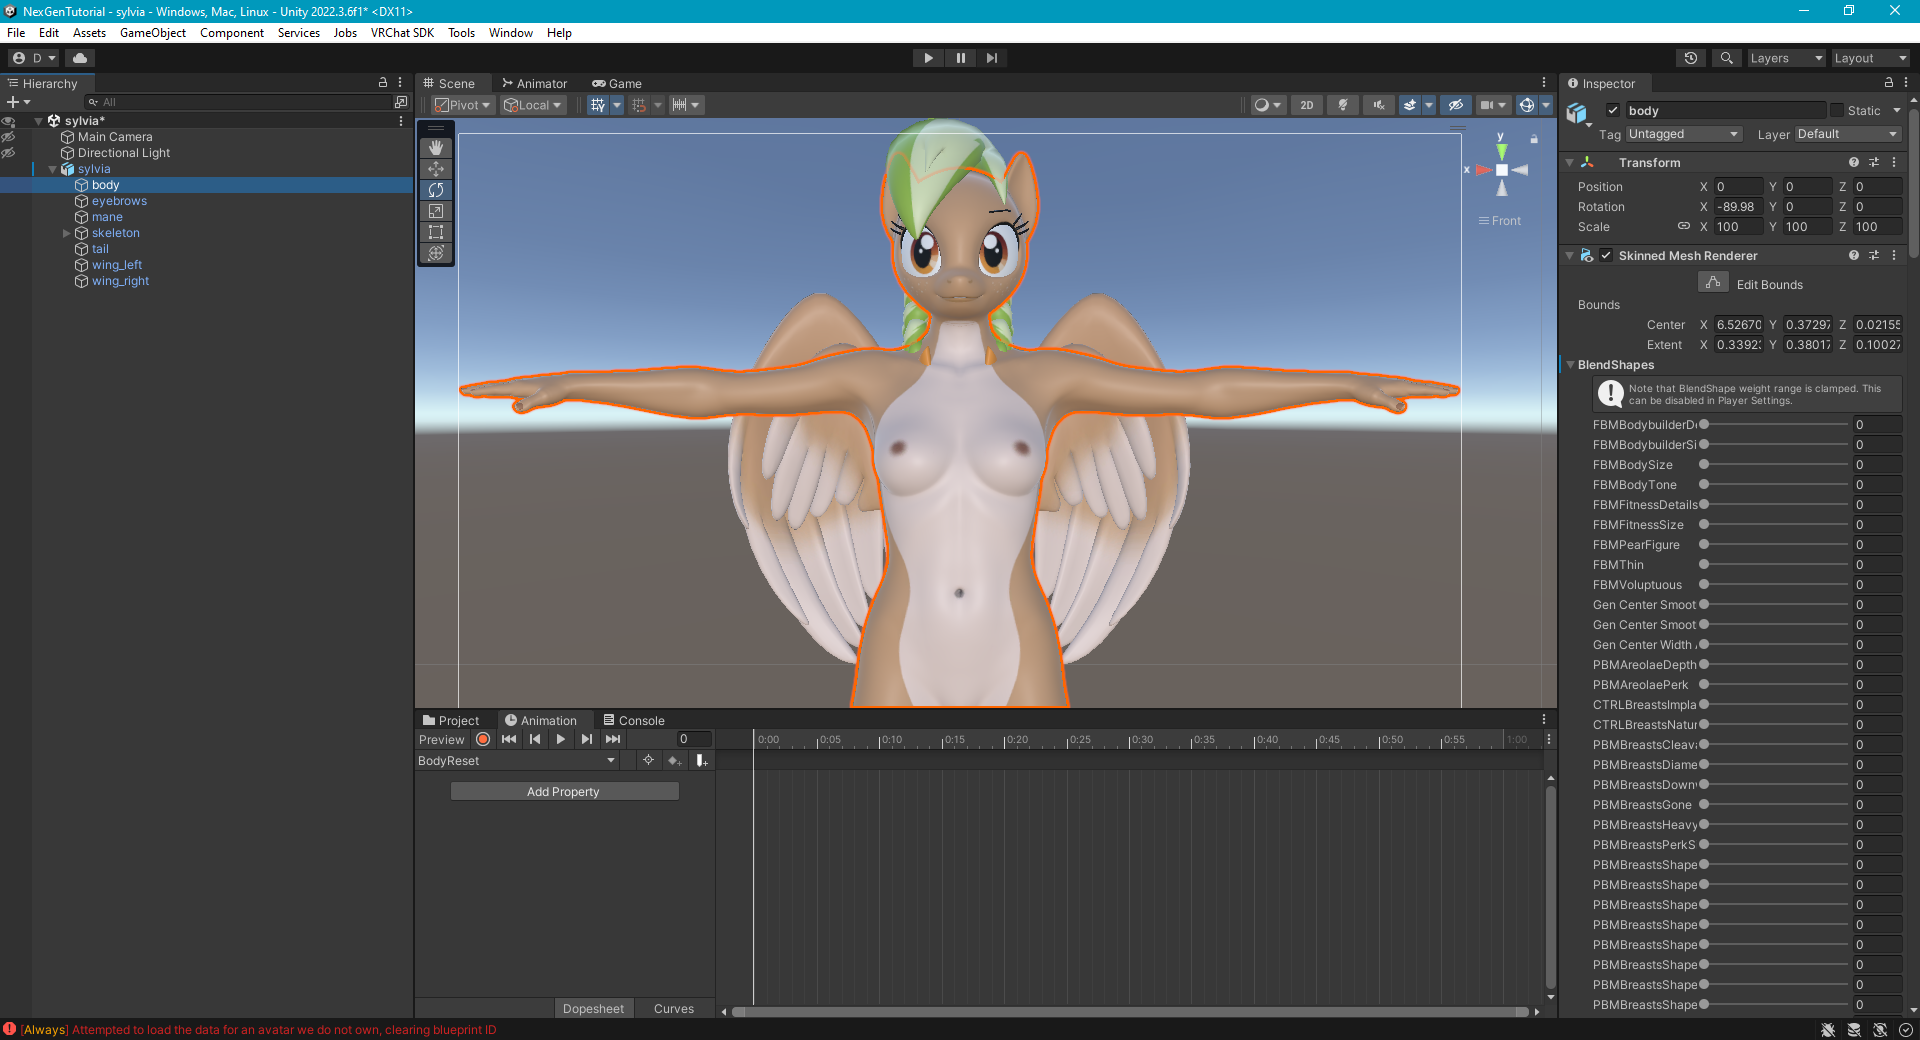 NexGenTutorial - sylvia - Windows, Mac, Linux - Unity 2022.3.6f1* <DX11>
File Edit Assets GameObject Component Services Jobs VRChat SDK Tools Window Help
D
Layers Layout
Hierarchy
All
sylvia*
Main Camera
Directional Light
sylvia
body
eyebrows
mane
skeleton
tail
wing_left
wing_right
Scene Animator Game
Pivot Local 2D
y
x
Front
Project Animation Console
Preview 0 0:00 0:05 0:10 0:15 0:20 0:25 0:30 0:35 0:40 0:45 0:50 0:55 1:00
BodyReset
Add Property
Dopesheet Curves
Inspector
body Static
Tag Untagged Layer Default
Transform
Position X 0 Y 0 Z 0
Rotation X -89.98 Y 0 Z 0
Scale X 100 Y 100 Z 100
Skinned Mesh Renderer
Edit Bounds
Bounds
Center X 6.52670 Y 0.37297 Z 0.02155
Extent X 0.3392 Y 0.38017 Z 0.10027
BlendShapes
Note that BlendShape weight range is clamped. This
can be disabled in Player Settings.
FBMBodybuilderD 0
FBMBodybuilderSi 0
FBMBodySize 0
FBMBodyTone 0
FBMFitnessDetails 0
FBMFitnessSize 0
FBMPearFigure 0
FBMThin 0
FBMVoluptuous 0
Gen Center Smoot 0
Gen Center Smoot 0
Gen Center Width 0
PBMAreolaeDepth 0
PBMAreolaePerk 0
CTRLBreastsImpla 0
CTRLBreastsNatur 0
PBMBreastsCleav 0
PBMBreastsDiame 0
PBMBreastsDown 0
PBMBreastsGone 0
PBMBreastsHeavy 0
PBMBreastsPerkS 0
PBMBreastsShape 0
PBMBreastsShape 0
PBMBreastsShape 0
PBMBreastsShape 0
PBMBreastsShape 0
PBMBreastsShape 0
PBMBreastsShape 0
PBMBreastsShape 0
[Always] Attempted to load the data for an avatar we do not own, clearing blueprint ID